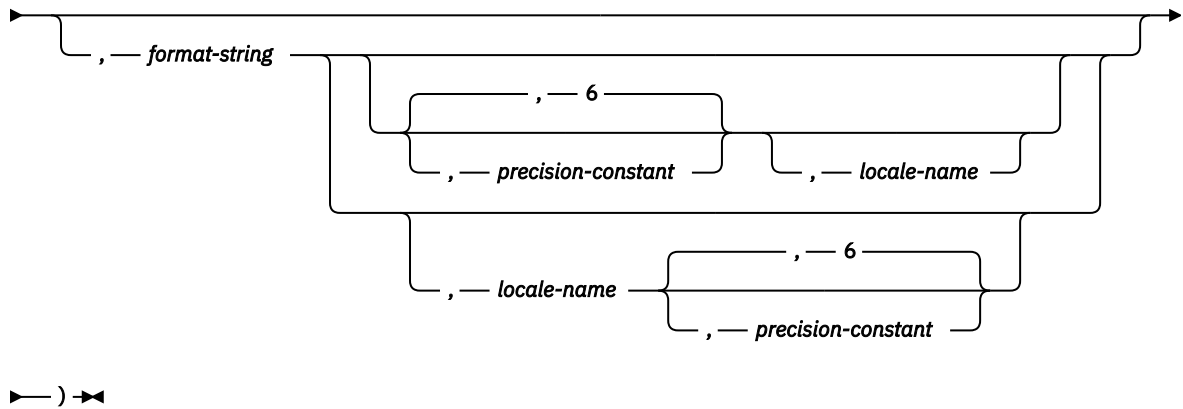 , format-string
, 6
, precision-constant , locale-name
, 6
, locale-name
, precision-constant
)